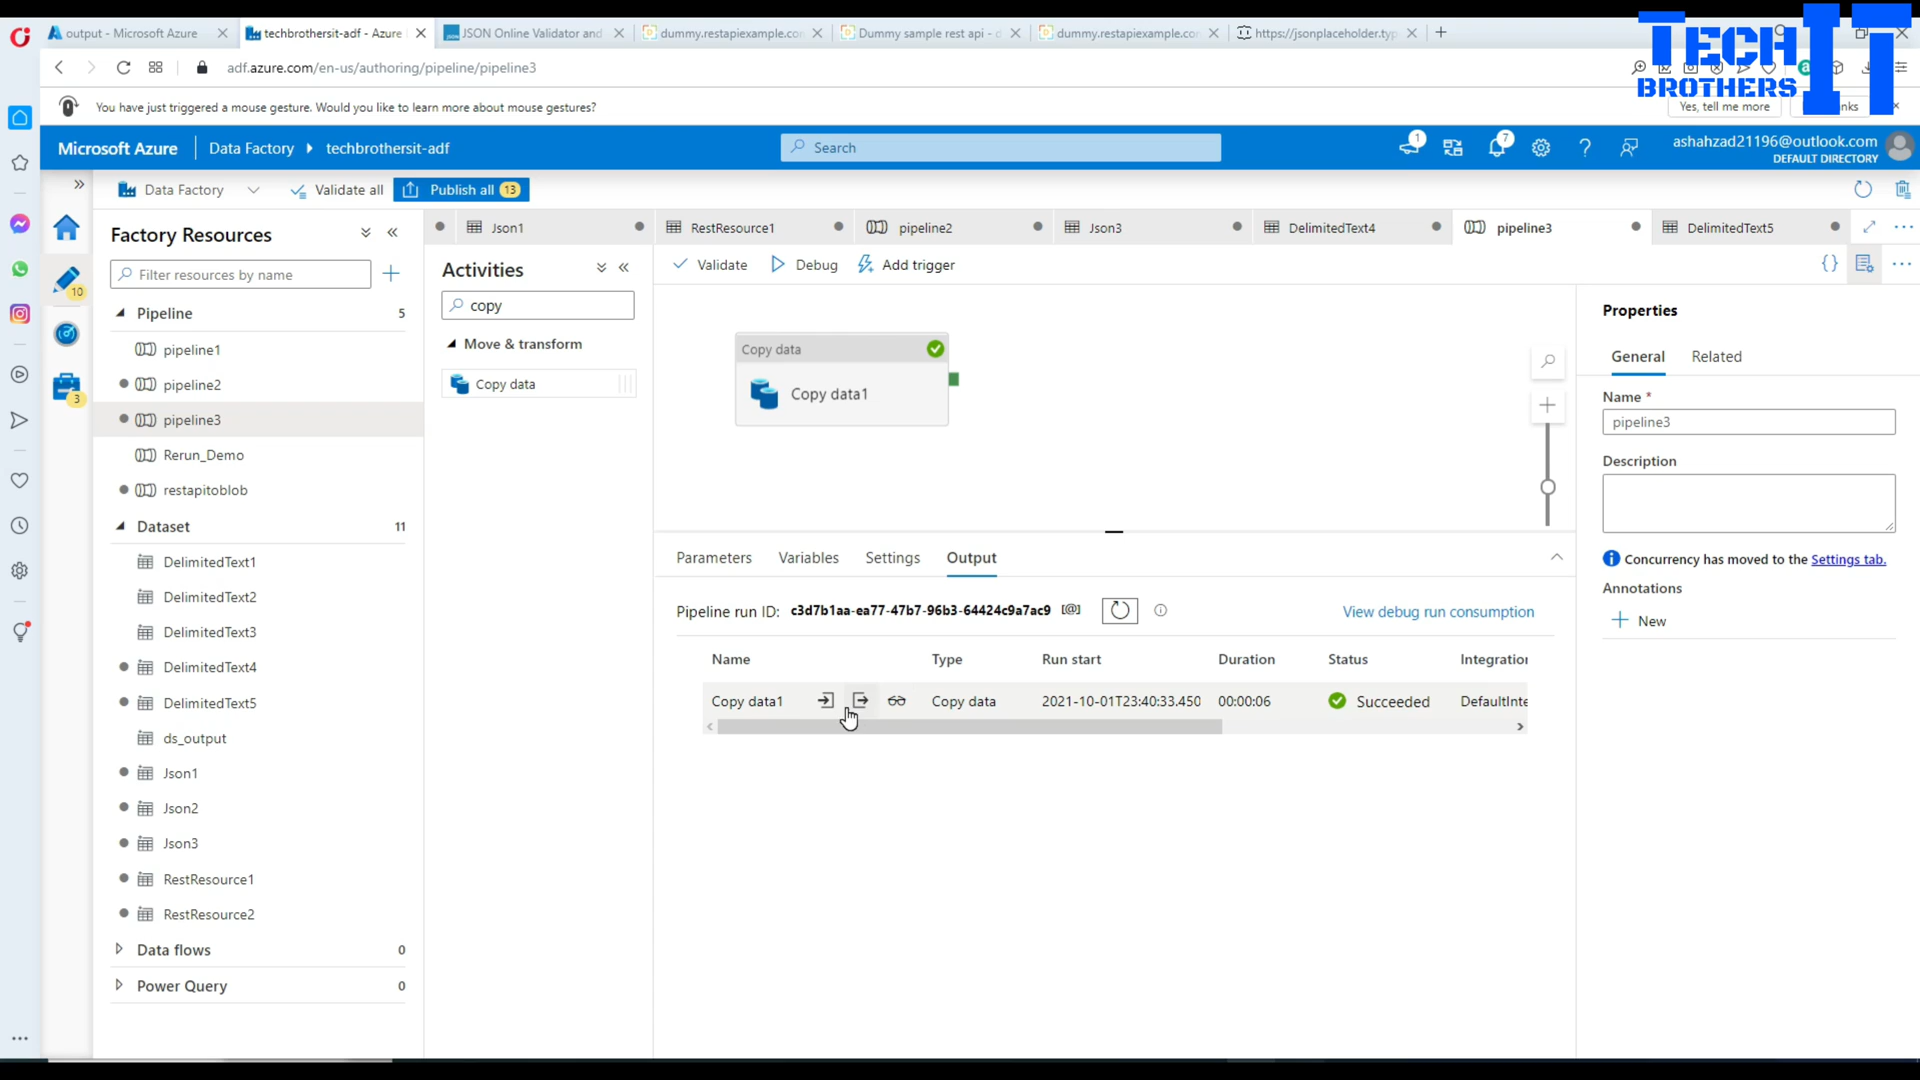 output - Microsoft Azure
techbrothersit-adf - Azure
JSON Online Validator and
dummy.restapiexample.co
Dummy sample rest api - d
dummy.restapiexample.co
https://jsonplaceholder.typ
adf.azure.com/en-us/authoring/pipeline/pipeline3
TECH
BROTHERS
IT
You have just triggered a mouse gesture. Would you like to learn more about mouse gestures?
Yes, tell me more
Microsoft Azure
Data Factory
techbrothersit-adf
Search
1
7
ashahzad21196@outlook.com
DEFAULT DIRECTORY
Data Factory
Validate all
Publish all 13
Factory Resources
Filter resources by name
10
3
Pipeline 5
pipeline1
pipeline2
pipeline3
Rerun_Demo
restapitoblob
Dataset 11
DelimitedText1
DelimitedText2
DelimitedText3
DelimitedText4
DelimitedText5
ds_output
Json1
Json2
Json3
RestResource1
RestResource2
Data flows 0
Power Query 0
Json1
RestResource1
pipeline2
Json3
DelimitedText4
pipeline3
DelimitedText5
Activities
copy
Move & transform
Copy data
Validate
Debug
Add trigger
{}
Copy data
Copy data1
Parameters
Variables
Settings
Output
Pipeline run ID: c3d7b1aa-ea77-47b7-96b3-64424c9a7ac9 [@]
View debug run consumption
Name Type Run start Duration Status Integration
Copy data1 Copy data 2021-10-01T23:40:33.450 00:00:06 Succeeded DefaultInte
Properties
General
Related
Name *
pipeline3
Description
Concurrency has moved to the Settings tab.
Annotations
New